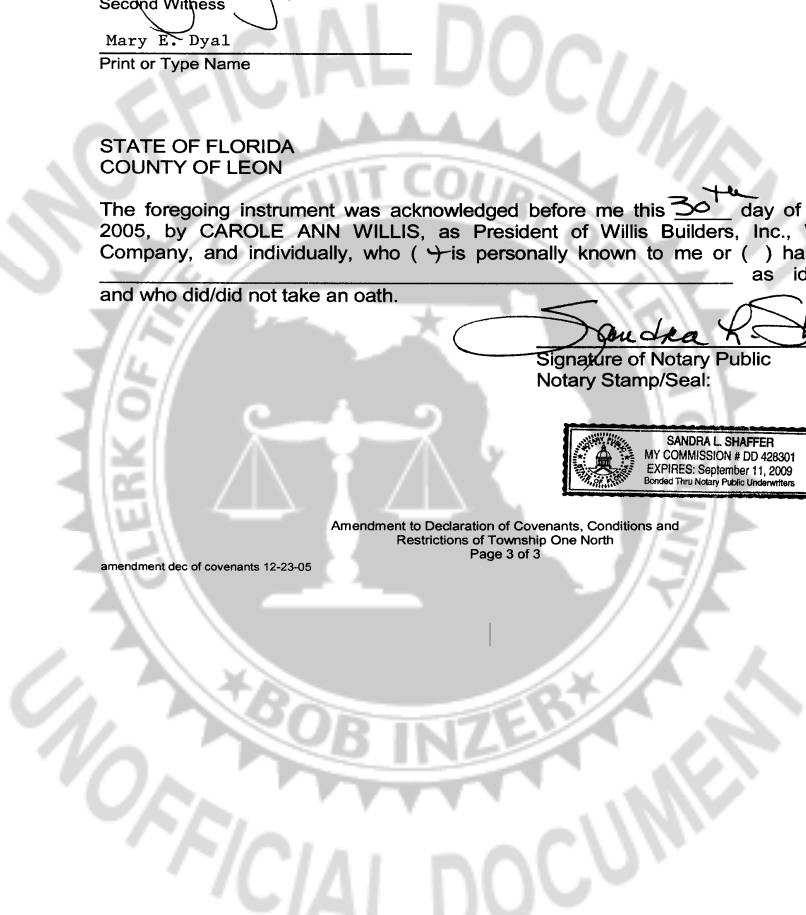 Second Witness
Mary E. Dyal
Print or Type Name
STATE OF FLORIDA
COUNTY OF LEON
The foregoing instrument was acknowledged before me this 30th day of
2005, by CAROLE ANN WILLIS, as President of Willis Builders, Inc.,
Company, and individually, who ( ) is personally known to me or ( ) ha
as id
and who did/did not take an oath.
Sandra L. Sh
Signature of Notary Public
Notary Stamp/Seal:
SANDRA L. SHAFFER
MY COMMISSION # DD 428301
EXPIRES: September 11, 2009
Bonded Thru Notary Public Underwriters
Amendment to Declaration of Covenants, Conditions and
Restrictions of Township One North
Page 3 of 3
amendment dec of covenants 12-23-05
UNOFFICIAL DOCUMENT
CLERK OF THE CIRCUIT COURT OF LEON COUNTY
BOB INZER
UNOFFICIAL DOCUMENT